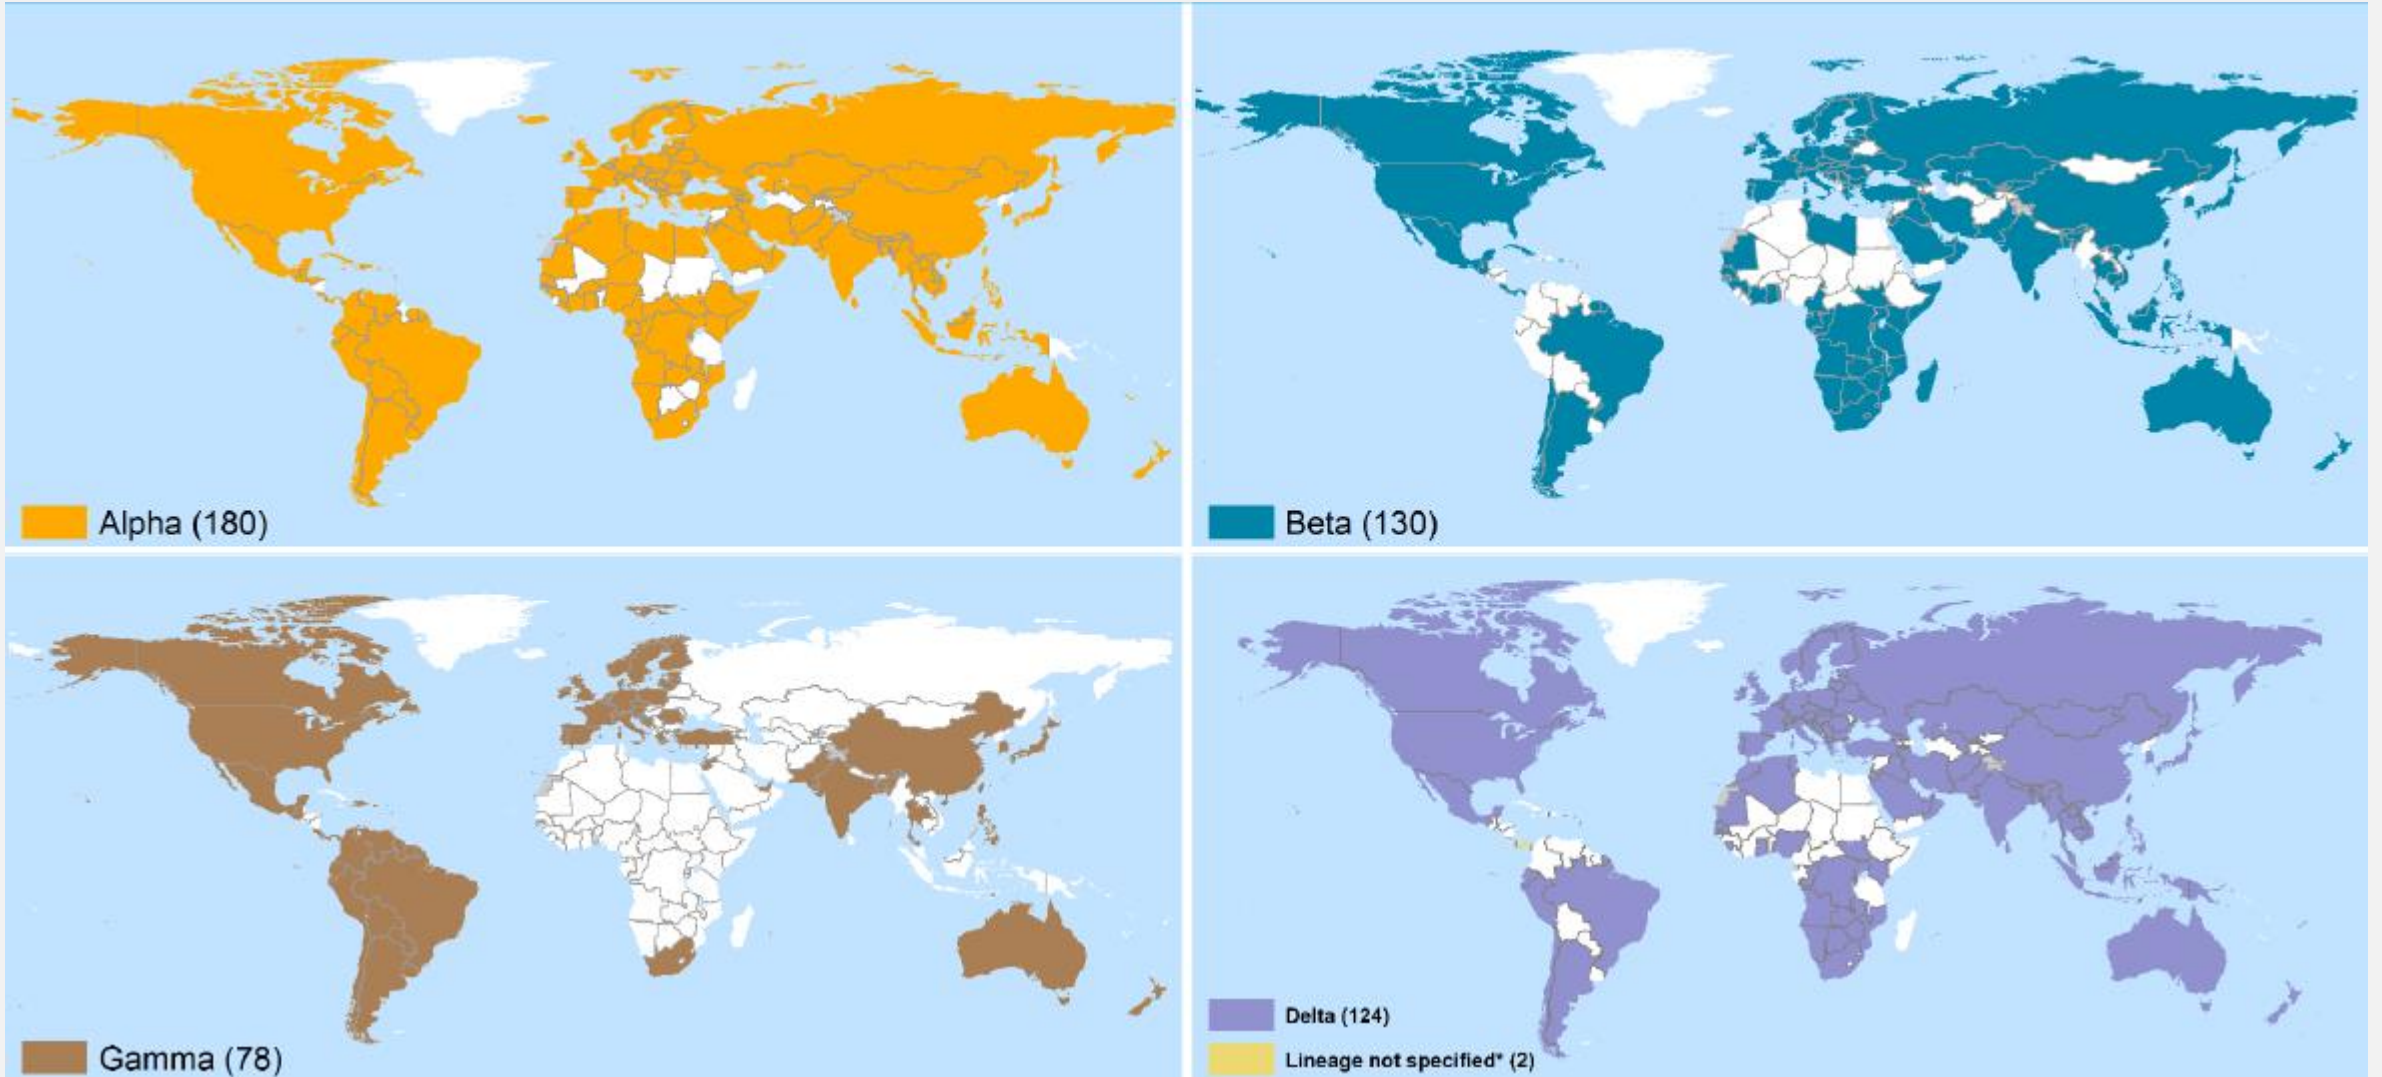 Alpha (180)
Beta (130)
Gamma (78)
Delta (124)
Lineage not specified* (2)